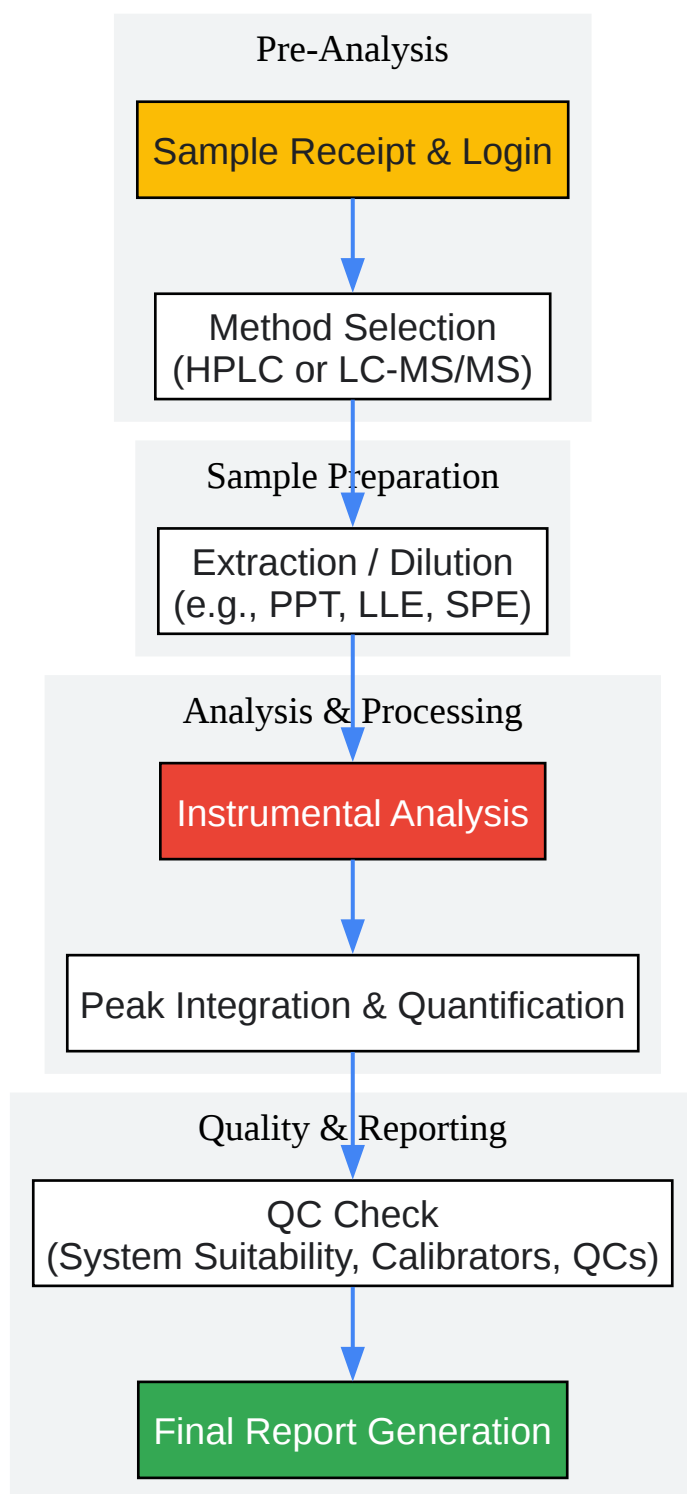 Pre-Analysis
Sample Receipt & Login
Method Selection
(HPLC or LC-MS/MS)
Sample Preparation
Extraction / Dilution
(e.g., PPT, LLE, SPE)
Analysis & Processing
Instrumental Analysis
Peak Integration & Quantification
Quality & Reporting
QC Check
(System Suitability, Calibrators, QCs)
Final Report Generation